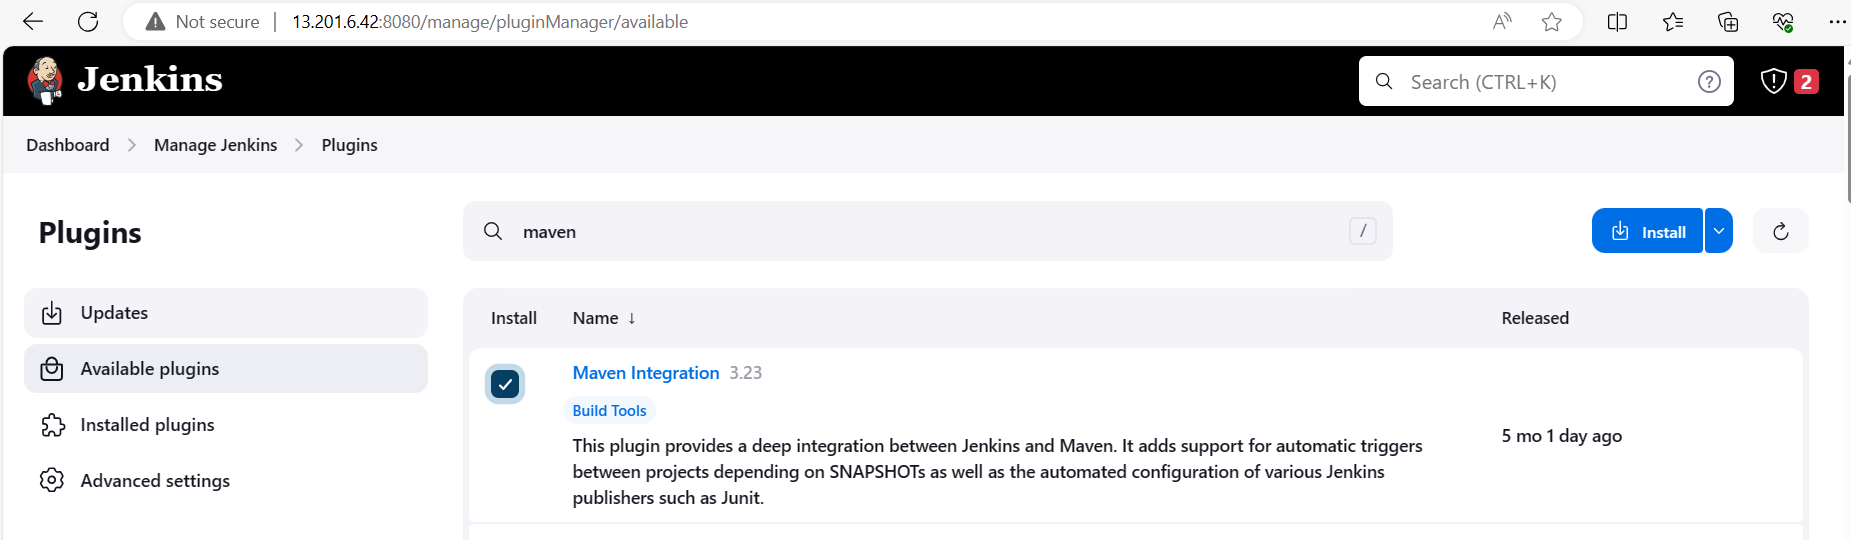 Not secure | 13.201.6.42:8080/manage/pluginManager/available
Jenkins
Search (CTRL+K)
2
Dashboard > Manage Jenkins > Plugins
Plugins
maven
/
Install
Updates
Available plugins
Installed plugins
Advanced settings
Install Name ↓ Released
Maven Integration 3.23
Build Tools
This plugin provides a deep integration between Jenkins and Maven. It adds support for automatic triggers
between projects depending on SNAPSHOTs as well as the automated configuration of various Jenkins
publishers such as Junit.
5 mo 1 day ago